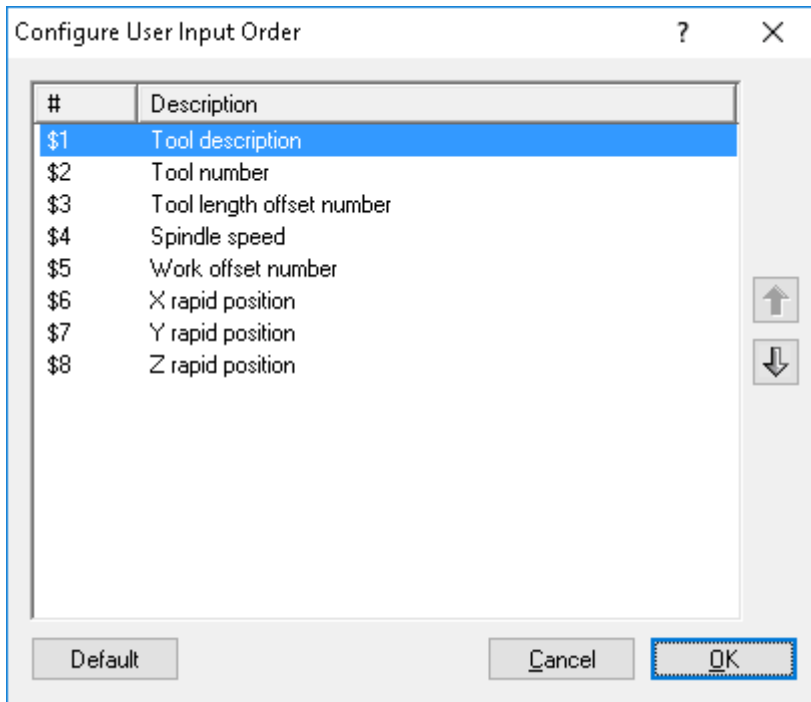 Configure User Input Order ?
# Description
$1 Tool description
$2 Tool number
$3 Tool length offset number
$4 Spindle speed
$5 Work offset number
$6 X rapid position
$7 Y rapid position
$8 Z rapid position
Default Cancel OK